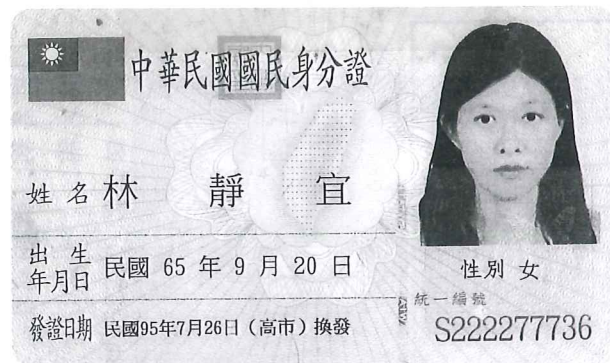 中華民國國民身分證
姓名 林靜宜
出生年月日 民國 65 年 9 月 20 日
性別 女
統一編號
發證日期 民國95年7月26日（高市）換發
S222277736